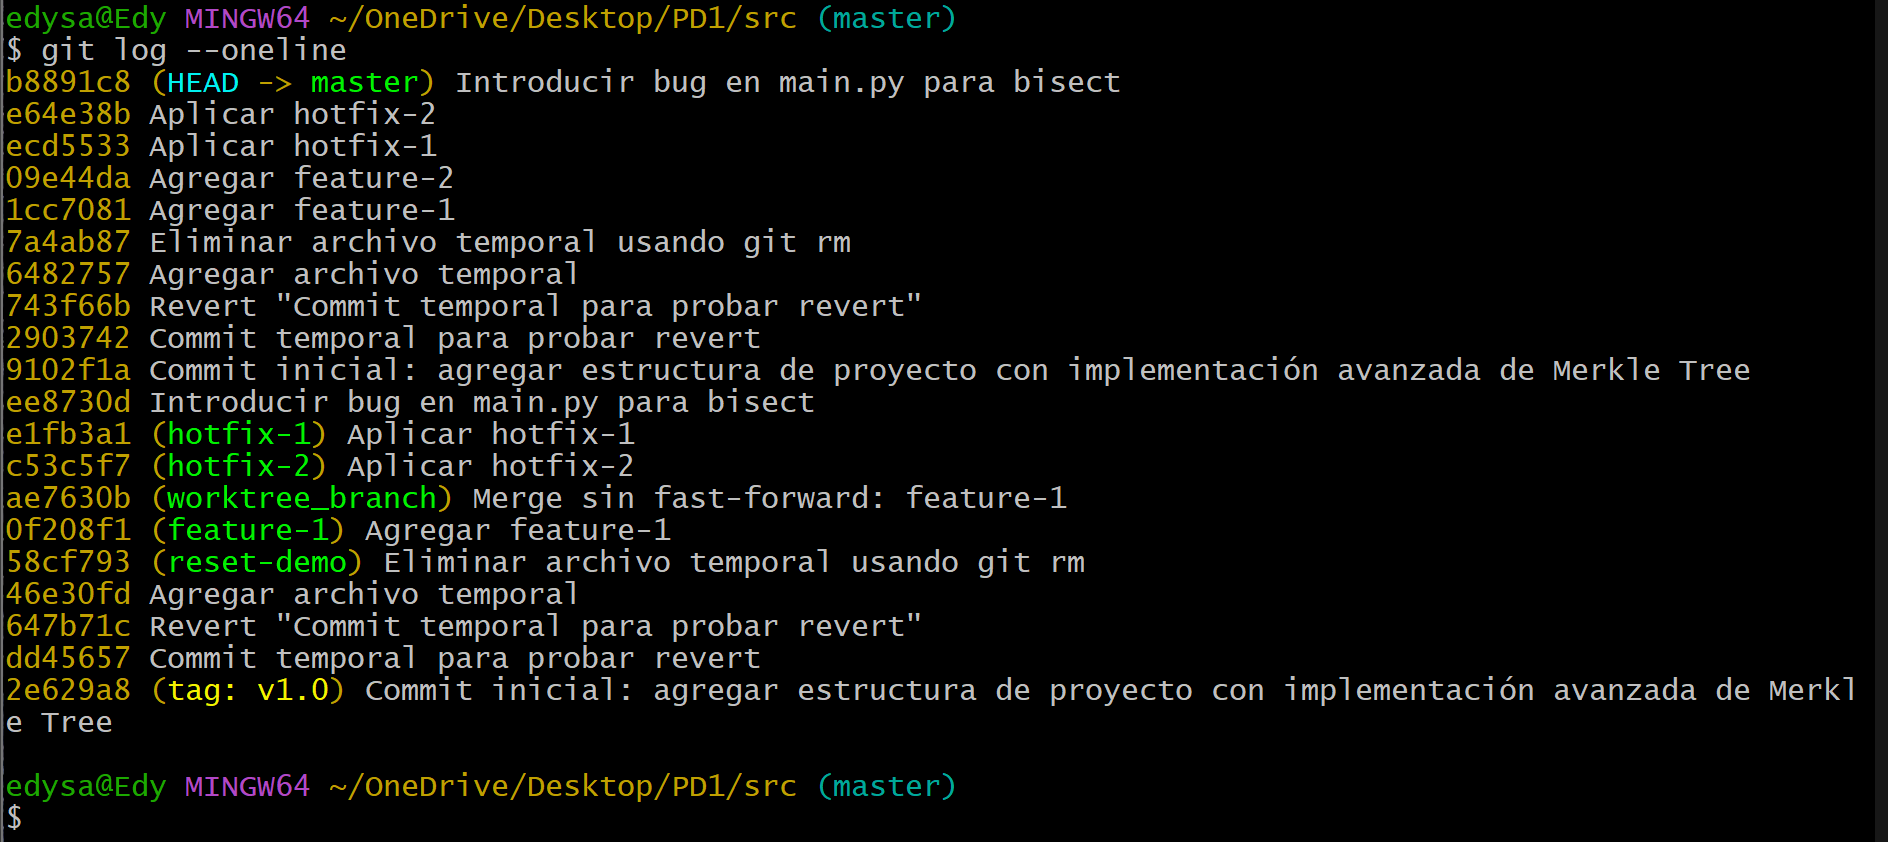 edysa@Edy MINGW64 ~/OneDrive/Desktop/PD1/src (master)
$ git log --oneline
b8891c8 (HEAD -> master) Introducir bug en main.py para bisect
e64e38b Aplicar hotfix-2
ecd5533 Aplicar hotfix-1
09e44da Agregar feature-2
1cc7081 Agregar feature-1
7a4ab87 Eliminar archivo temporal usando git rm
6482757 Agregar archivo temporal
743f66b Revert "Commit temporal para probar revert"
2903742 Commit temporal para probar revert
9102f1a Commit inicial: agregar estructura de proyecto con implementación avanzada de Merkle Tree
ee8730d Introducir bug en main.py para bisect
e1fb3a1 (hotfix-1) Aplicar hotfix-1
c53c5f7 (hotfix-2) Aplicar hotfix-2
ae7630b (worktree_branch) Merge sin fast-forward: feature-1
0f208f1 (feature-1) Agregar feature-1
58cf793 (reset-demo) Eliminar archivo temporal usando git rm
46e30fd Agregar archivo temporal
647b71c Revert "Commit temporal para probar revert"
dd45657 Commit temporal para probar revert
2e629a8 (tag: v1.0) Commit inicial: agregar estructura de proyecto con implementación avanzada de Merkl
e Tree
edysa@Edy MINGW64 ~/OneDrive/Desktop/PD1/src (master)
$